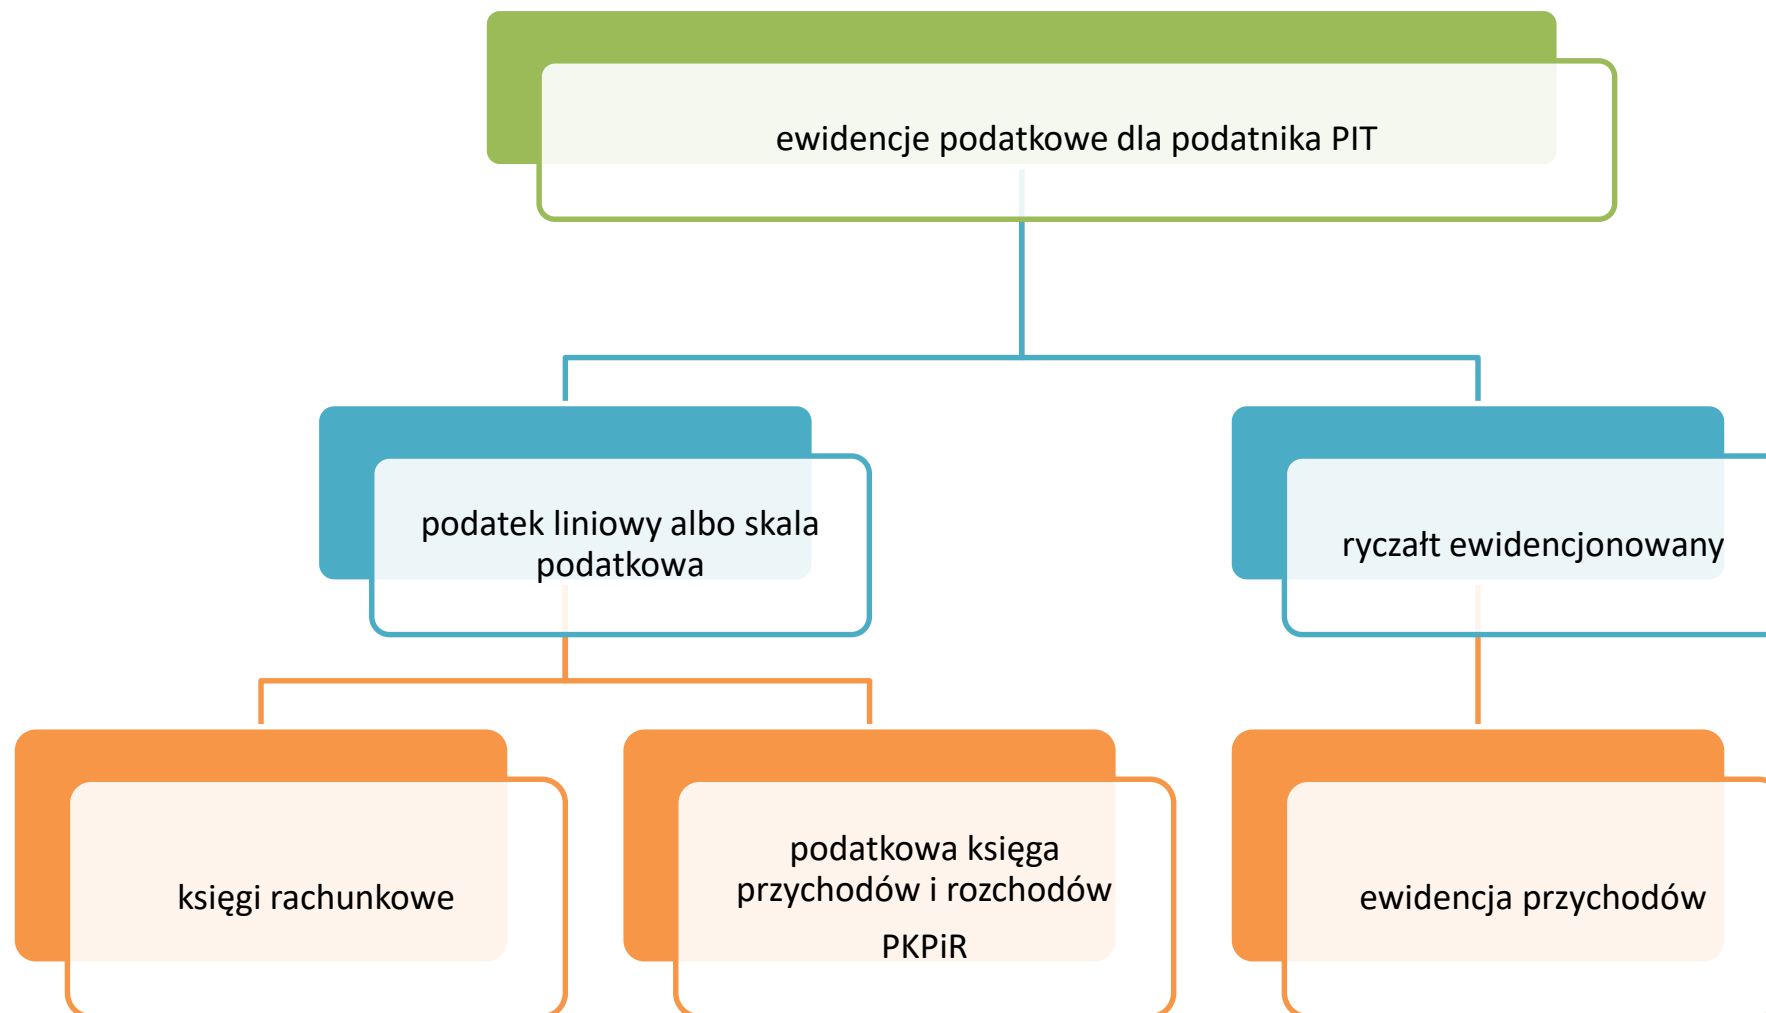 ewidencje podatkowe dla podatnika PIT
podatek liniowy albo skala
podatkowa
ryczałt ewidencjonowany
księgi rachunkowe
podatkowa księga
przychodów i rozchodów
PKPiR
ewidencja przychodów